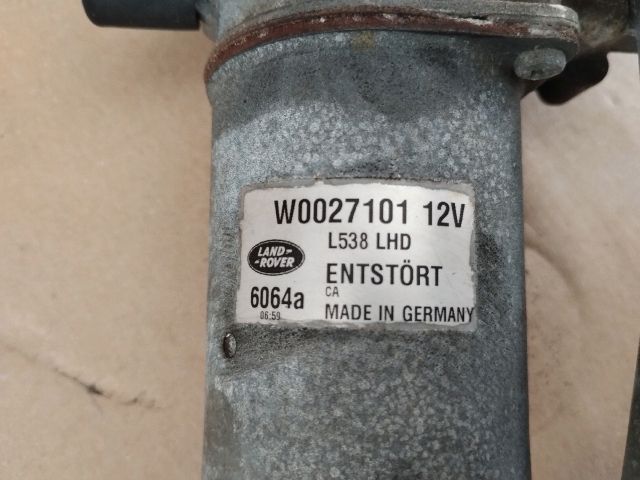 W0027101 12V
L538 LHD
LAND-
-ROVER
ENTSTÖRT
6064a
CA
06:59
MADE IN GERMANY